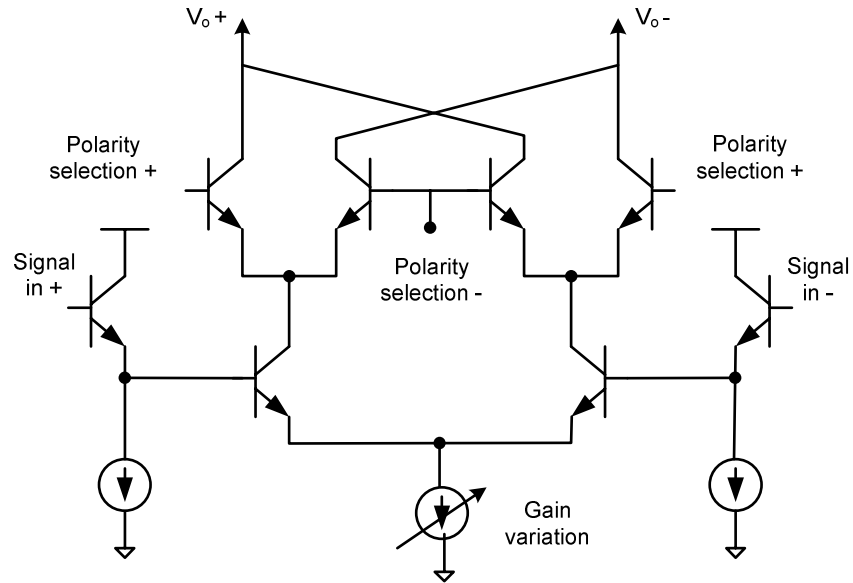 Vo+
Vo-
Polarity
selection +
Polarity
selection +
Signal
in +
Polarity
selection -
Signal
in -
Gain
variation